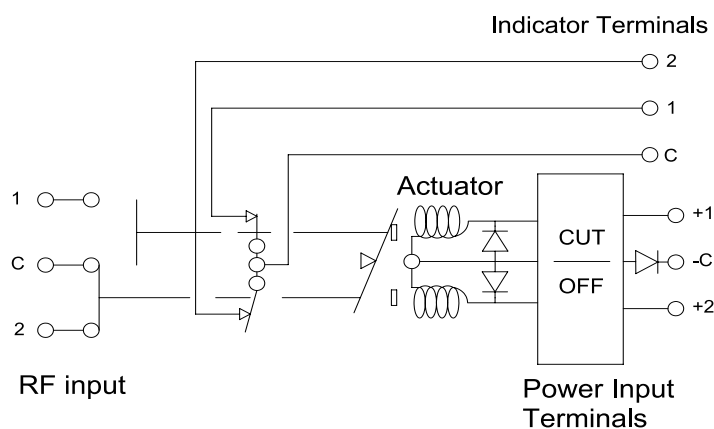 Indicator Terminals
2
1
C
Actuator
1
+1
CUT
C
-C
OFF
2
+2
RF input
Power Input
Terminals